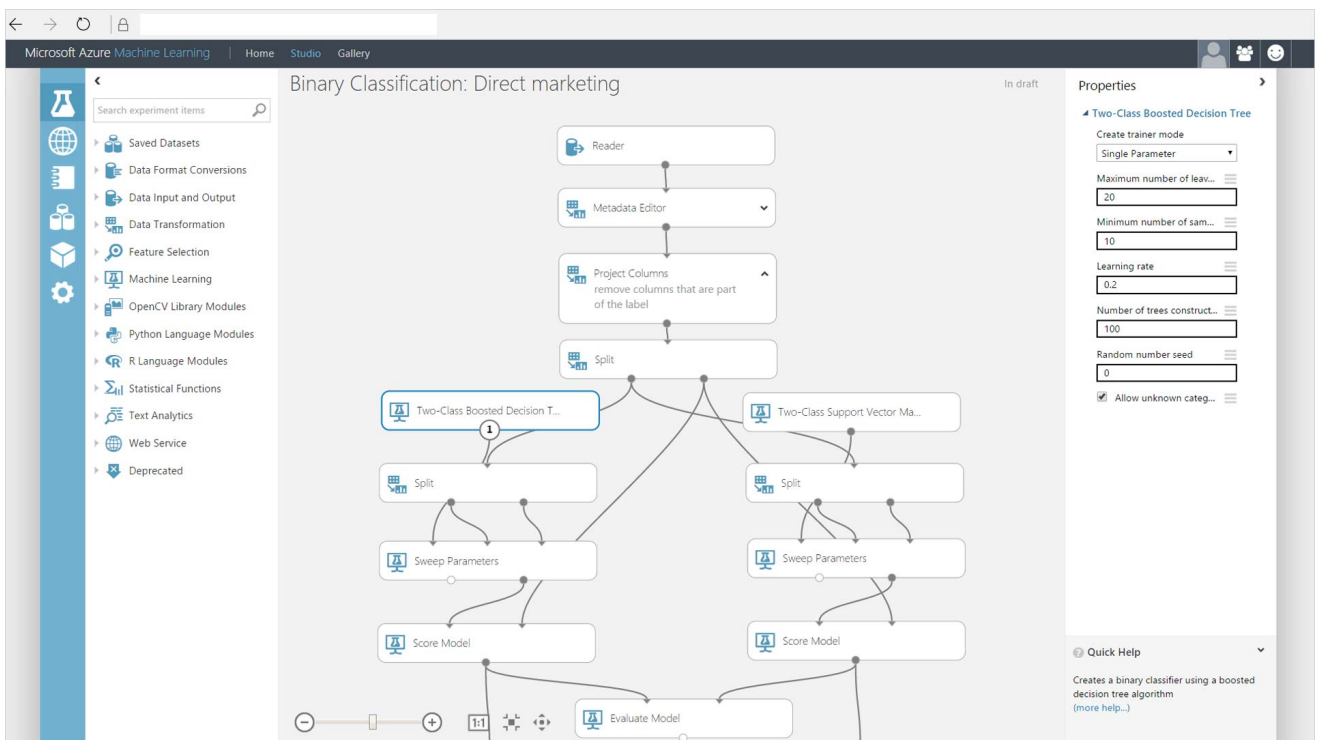 Microsoft Azure Machine Learning | Home Studio Gallery
Search experiment items
Saved Datasets
Data Format Conversions
Data Input and Output
Data Transformation
Feature Selection
Machine Learning
OpenCV Library Modules
Python Language Modules
R Language Modules
Statistical Functions
Text Analytics
Web Service
Deprecated
Binary Classification: Direct marketing
In draft
Reader
Metadata Editor
Project Columns
remove columns that are part
of the label
Split
Two-Class Boosted Decision T...
1
Two-Class Support Vector Ma...
Split
Split
Sweep Parameters
Sweep Parameters
Score Model
Score Model
Evaluate Model
1:1
Properties
Two-Class Boosted Decision Tree
Create trainer mode
Single Parameter
Maximum number of leav...
20
Minimum number of sam...
10
Learning rate
0.2
Number of trees construct...
100
Random number seed
0
Allow unknown categ...
Quick Help
Creates a binary classifier using a boosted
decision tree algorithm
(more help...)